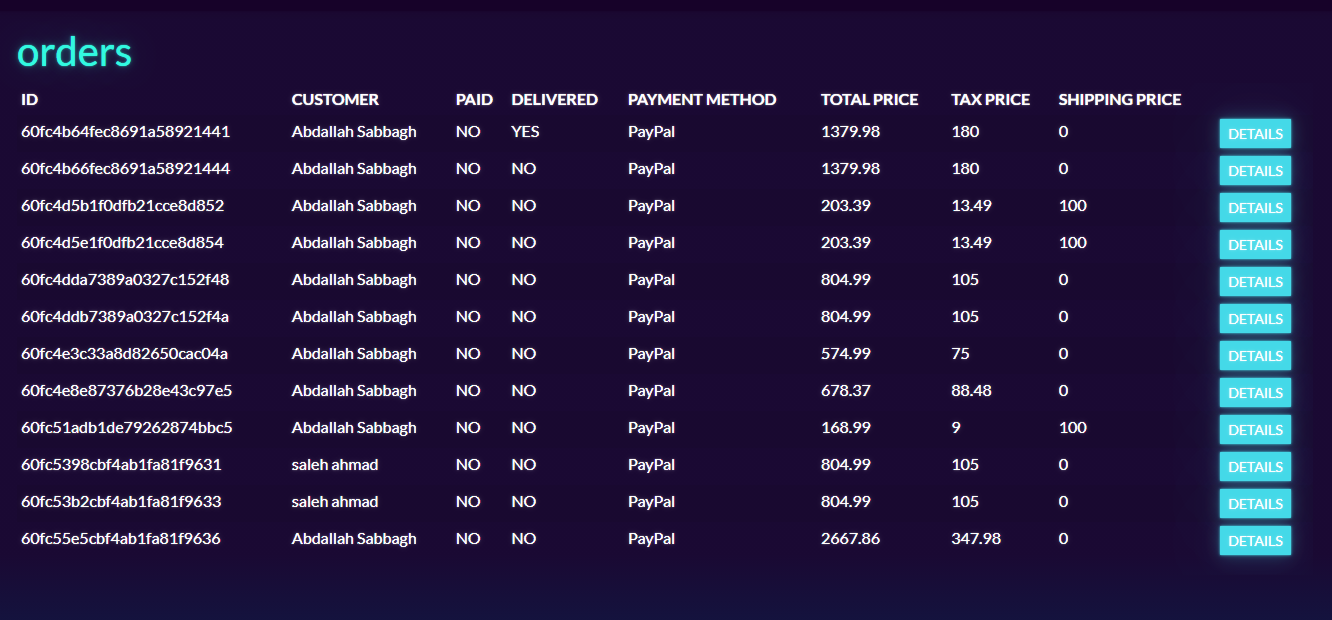 orders
ID CUSTOMER PAID DELIVERED PAYMENT METHOD TOTAL PRICE TAX PRICE SHIPPING PRICE
60fc4b64fec8691a58921441 Abdallah Sabbagh NO YES PayPal 1379.98 180 0 DETAILS
60fc4b66fec8691a58921444 Abdallah Sabbagh NO NO PayPal 1379.98 180 0 DETAILS
60fc4d5b1f0dfb21cce8d852 Abdallah Sabbagh NO NO PayPal 203.39 13.49 100 DETAILS
60fc4d5e1f0dfb21cce8d854 Abdallah Sabbagh NO NO PayPal 203.39 13.49 100 DETAILS
60fc4dda7389a0327c152f48 Abdallah Sabbagh NO NO PayPal 804.99 105 0 DETAILS
60fc4ddb7389a0327c152f4a Abdallah Sabbagh NO NO PayPal 804.99 105 0 DETAILS
60fc4e3c33a8d82650cac04a Abdallah Sabbagh NO NO PayPal 574.99 75 0 DETAILS
60fc4e8e87376b28e43c97e5 Abdallah Sabbagh NO NO PayPal 678.37 88.48 0 DETAILS
60fc51adb1de79262874bbc5 Abdallah Sabbagh NO NO PayPal 168.99 9 100 DETAILS
60fc5398cbf4ab1fa81f9631 saleh ahmad NO NO PayPal 804.99 105 0 DETAILS
60fc53b2cbf4ab1fa81f9633 saleh ahmad NO NO PayPal 804.99 105 0 DETAILS
60fc55e5cbf4ab1fa81f9636 Abdallah Sabbagh NO NO PayPal 2667.86 347.98 0 DETAILS